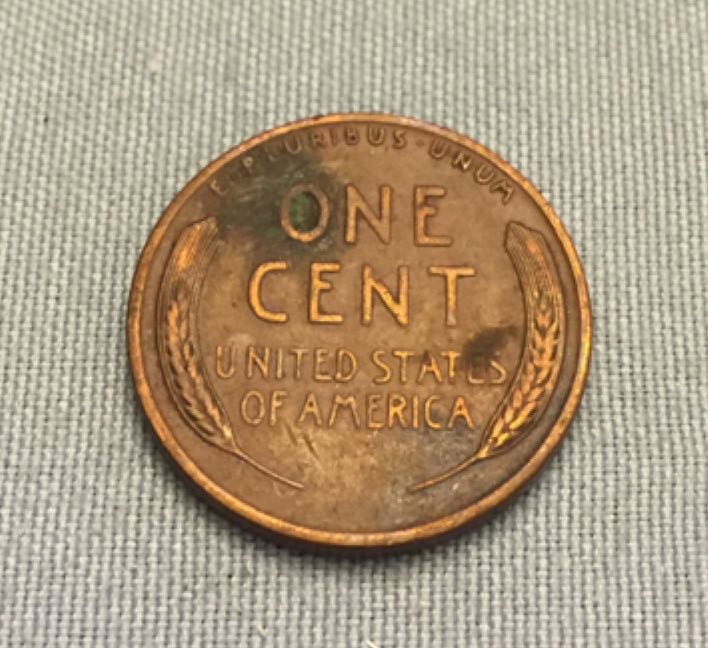 E·PLURIBUS·UNUM
ONE
CENT
UNITED STATES
OF AMERICA